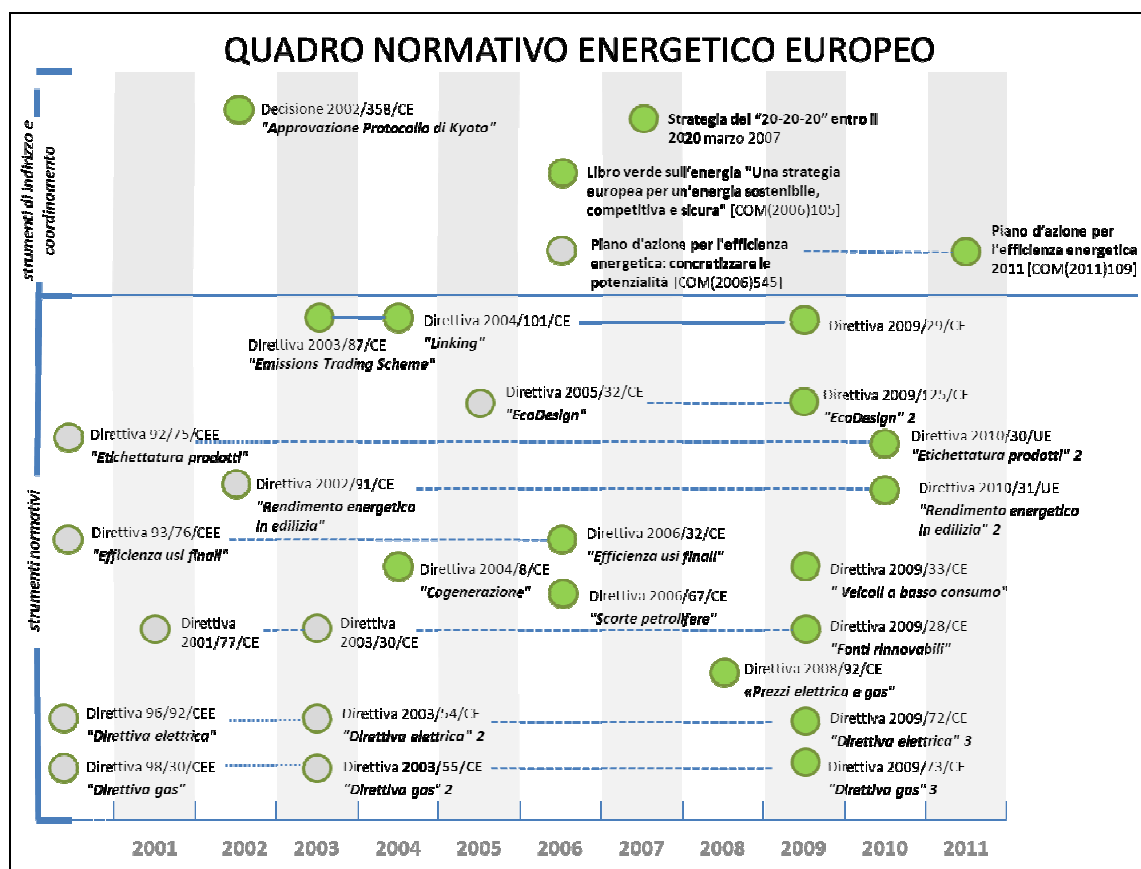 QUADRO NORMATIVO ENERGETICO EUROPEO
strumenti di indirizzo e
coordinomento
Decisione 2002/358/CE
"Approvazione Protocollo di Kyoto"
Strategia del "20-20-20" entro il
2020 marzo 2007
Libro verde sull'energia "Una strategia
europea per un'energia sostenibile,
competitiva e sicura" [COM(2006)105]
Piano d'azione per l'efficienza
energetica: concretizzare le
potenzialità [COM(2006)545]
Piano d'azione per
l'efficienza energetica
2011 [COM(2011)109]
strumenti normativi
Direttiva 2003/87/CE
"Emissions Trading Scheme"
Direttiva 2004/101/CE
"Linking"
Direttiva 2009/29/CE
Direttiva 2005/32/CE
"EcoDesign"
Direttiva 2009/125/CE
"EcoDesign" 2
Direttiva 92/75/CEE
"Etichettatura prodotti"
Direttiva 2010/30/UE
"Etichettatura prodotti" 2
Direttiva 2002/91/CE
"Rendimento energetico
in edilizia"
Direttiva 2010/31/UE
"Rendimento energetico
in edilizia" 2
Direttiva 93/76/CEE
"Efficienza usi finali"
Direttiva 2006/32/CE
"Efficienza usi finali"
Direttiva 2004/8/CE
"Cogenerazione"
Direttiva 2006/67/CE
"Scorte petrolifere"
Direttiva 2009/33/CE
" Veicoli a basso consumo"
Direttiva
2001/77/CE
Direttiva
2003/30/CE
Direttiva 2009/28/CE
"Fonti rinnovabili"
Direttiva 2008/92/CE
«Prezzi elettrica e gas"
Direttiva 96/92/CEE
"Direttiva elettrica"
Direttiva 2003/54/CE
"Direttiva elettrica" 2
Direttiva 2009/72/CE
"Direttiva elettrica" 3
Direttiva 98/30/CEE
"Direttiva gas"
Direttiva 2003/55/CE
"Direttiva gas" 2
Direttiva 2009/73/CE
"Direttiva gas" 3
2001 2002 2003 2004 2005 2006 2007 2008 2009 2010 2011